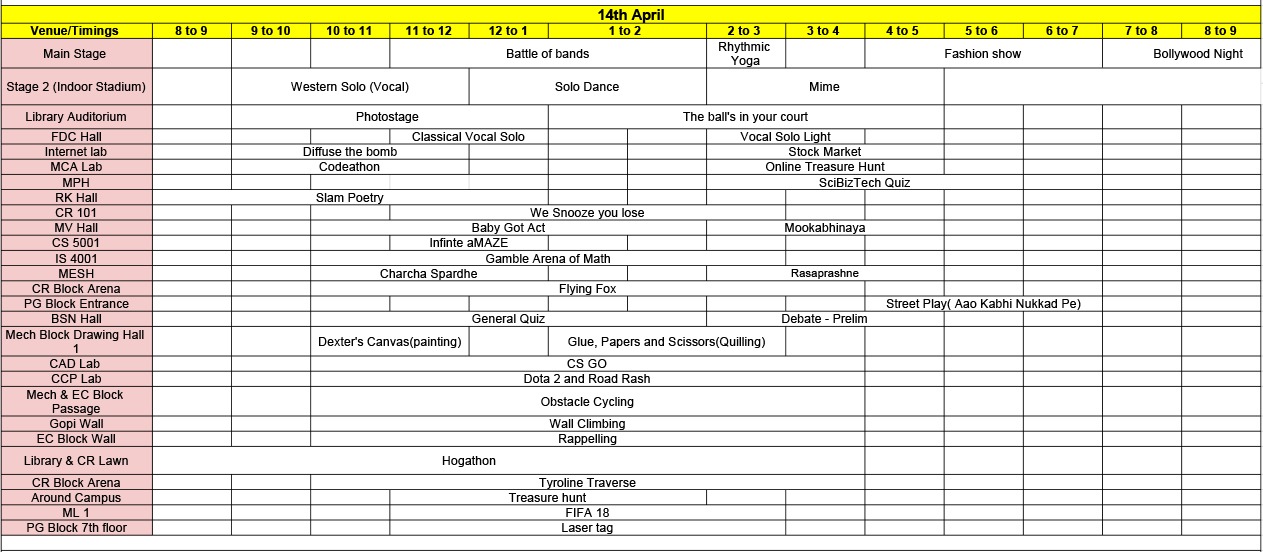 14th April
Venue/Timings 8 to 9 9 to 10 10 to 11 11 to 12 12 to 1 1 to 2 2 to 3 3 to 4 4 to 5 5 to 6 6 to 7 7 to 8 8 to 9
Main Stage Battle of bands Rhythmic Yoga Fashion show Bollywood Night
Stage 2 (Indoor Stadium) Western Solo (Vocal) Solo Dance Mime
Library Auditorium Photostage The ball's in your court
FDC Hall Classical Vocal Solo Vocal Solo Light
Internet lab Diffuse the bomb Stock Market
MCA Lab Codeathon Online Treasure Hunt
MPH SciBizTech Quiz
RK Hall Slam Poetry
CR 101 We Snooze you lose
MV Hall Baby Got Act Mookabhinaya
CS 5001 Infinte aMAZE
IS 4001 Gamble Arena of Math
MESH Charcha Spardhe Rasaprashne
CR Block Arena Flying Fox
PG Block Entrance Street Play( Aao Kabhi Nukkad Pe)
BSN Hall General Quiz Debate - Prelim
Mech Block Drawing Hall 1 Dexter's Canvas(painting) Glue, Papers and Scissors(Quilling)
CAD Lab CS GO
CCP Lab Dota 2 and Road Rash
Mech & EC Block Passage Obstacle Cycling
Gopi Wall Wall Climbing
EC Block Wall Rappelling
Library & CR Lawn Hogathon
CR Block Arena Tyroline Traverse
Around Campus Treasure hunt
ML 1 FIFA 18
PG Block 7th floor Laser tag